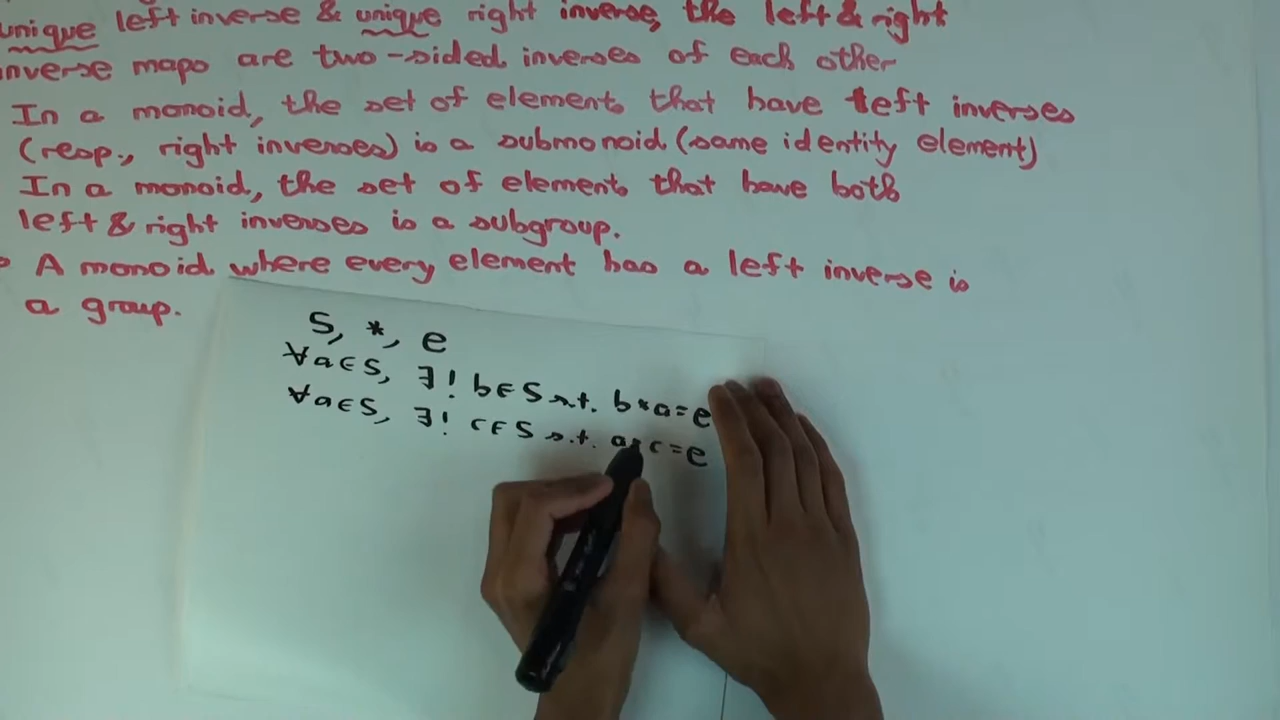 unique left inverse & unique right inverse, the left & right
inverse maps are two-sided inverses of each other
In a monoid, the set of elements that have left inverses
(resp., right inverses) is a submonoid (same identity element)
In a monoid, the set of elements that have both
left & right inverses is a subgroup.
A monoid where every element has a left inverse is
a group.
S, *, e
∀a∈S, ∃! b∈S s.t. b*a=e
∀a∈S, ∃! c∈S s.t. a*c=e